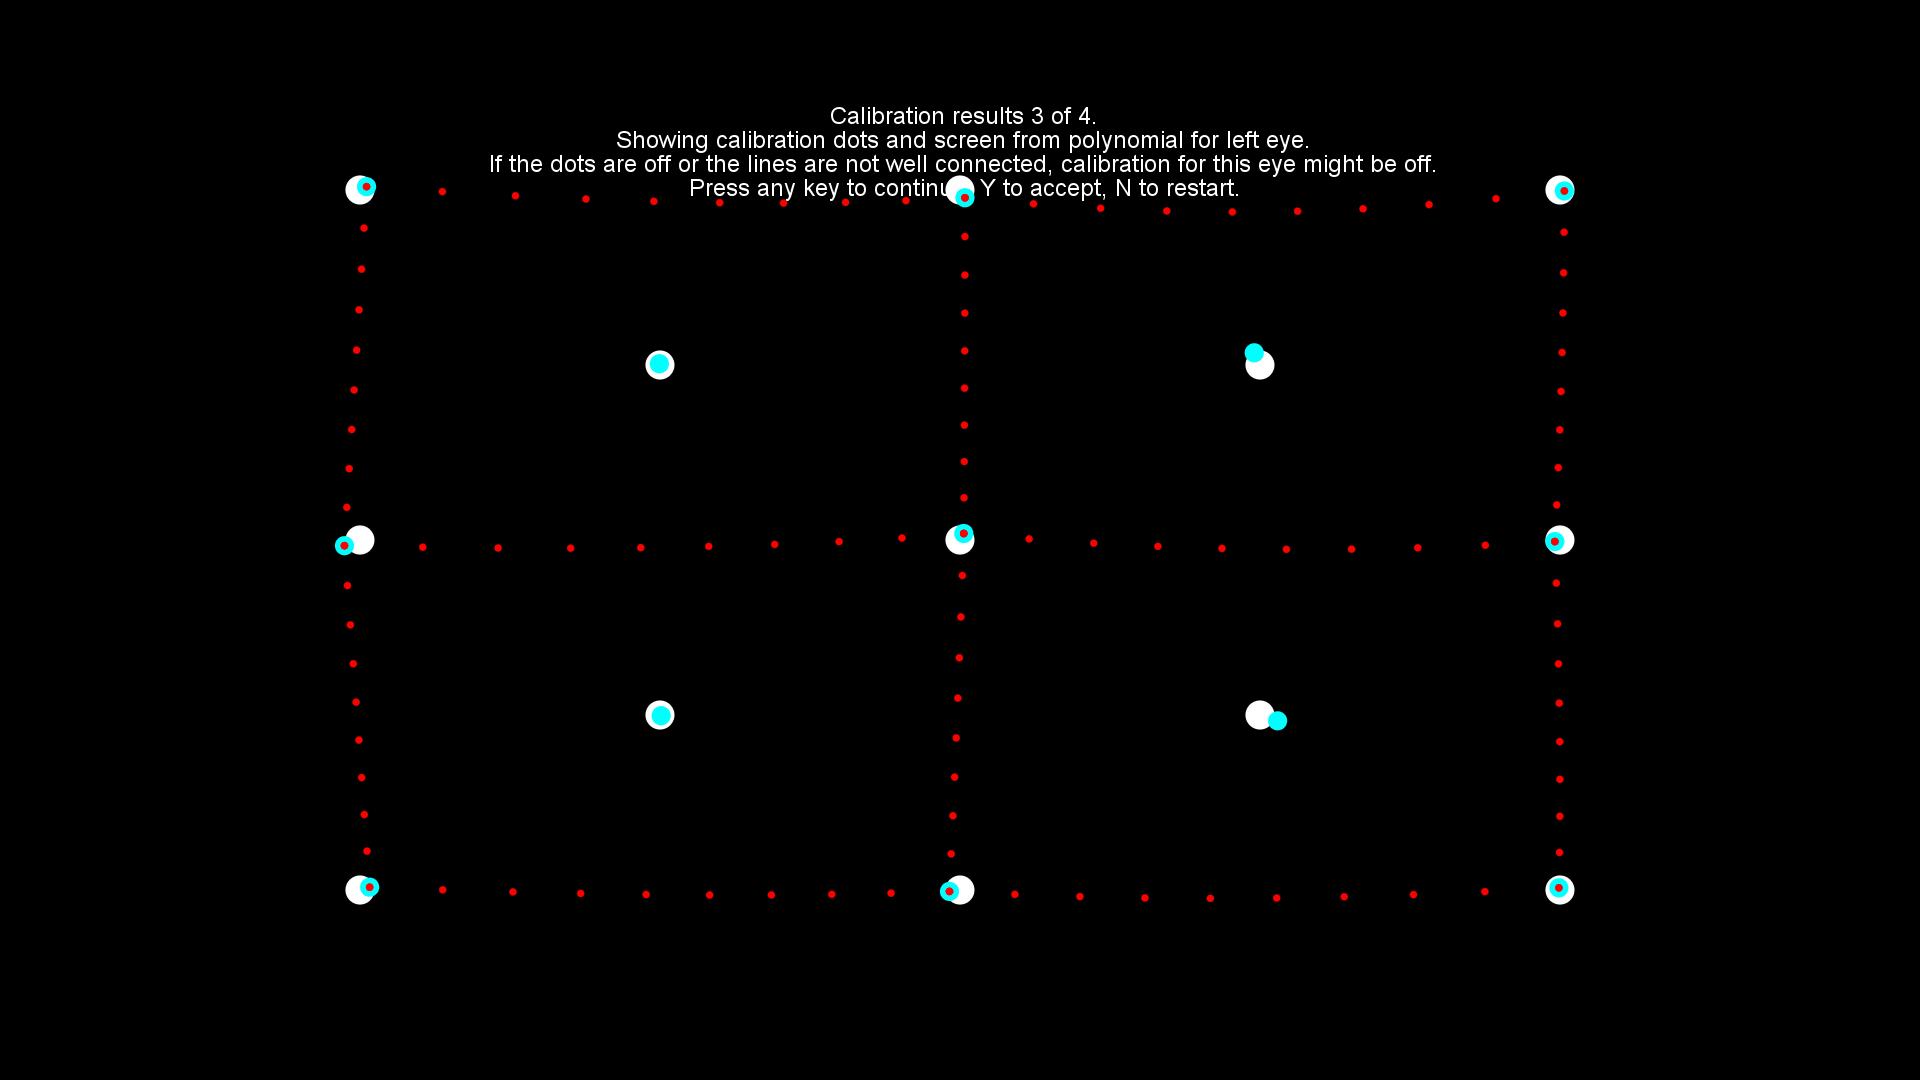 Calibration results 3 of 4.
Showing calibration dots and screen from polynomial for left eye.
If the dots are off or the lines are not well connected, calibration for this eye might be off.
Press any key to continue, Y to accept, N to restart.